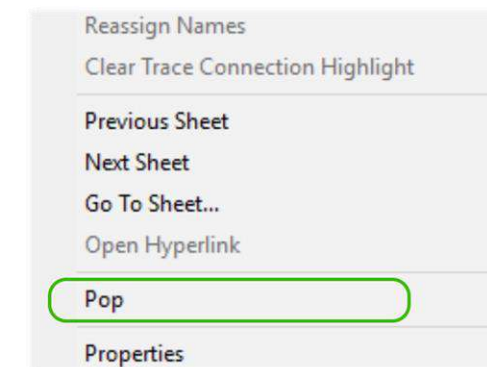 Reassign Names
Clear Trace Connection Highlight
Previous Sheet
Next Sheet
Go To Sheet...
Open Hyperlink
Pop
Properties